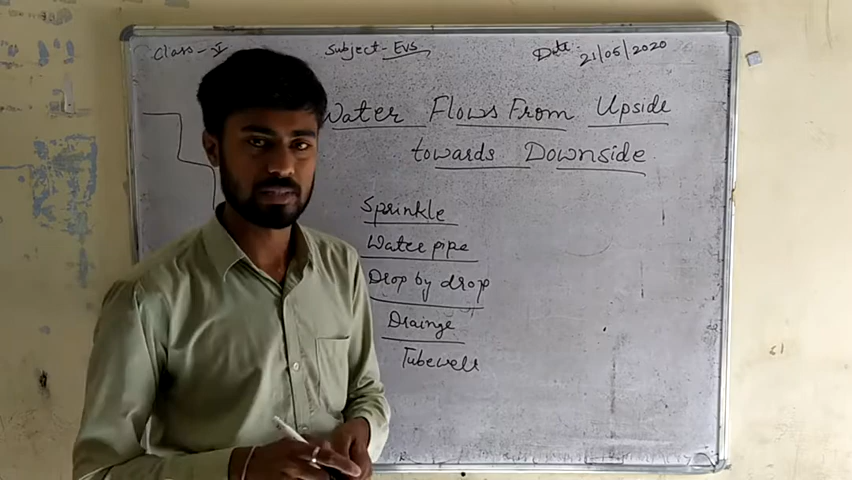 Class - V Subject - EVS Date 21/05/2020
Water Flows From Upside
towards Downside
Sprinkle
Water pipe
Drop by drop
Drainge
Tubewell